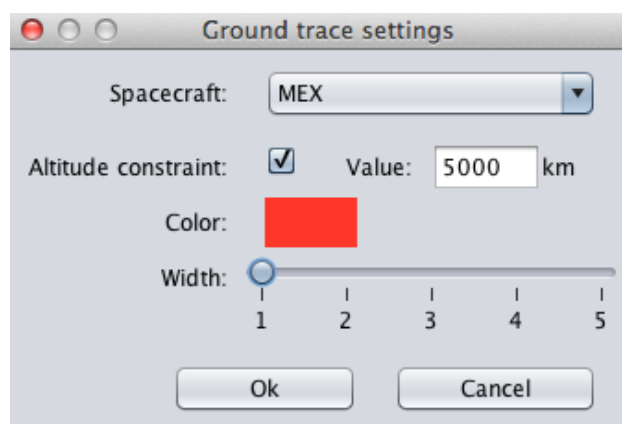 Ground trace settings
Spacecraft: MEX
Altitude constraint: Value: 5000 km
Color:
Width:
1 2 3 4 5
Ok Cancel